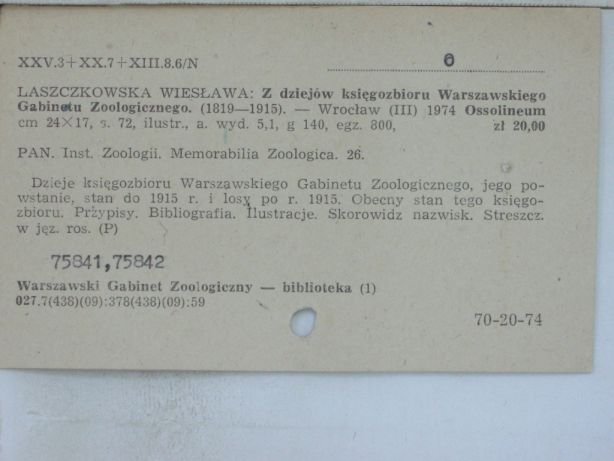 XXV.3+XX.7+XIII.8.6/N
0
LASZCZKOWSKA WIESŁAWA: Z dziejów księgozbioru Warszawskiego
Gabinetu Zoologicznego. (1819—1915). — Wrocław (III) 1974 Ossolineum
cm 24×17, s. 72, ilustr., a. wyd. 5,1, g 140, egz. 800, zł 20,00
PAN. Inst. Zoologii. Memorabilia Zoologica. 26.
Dzieje księgozbioru Warszawskiego Gabinetu Zoologicznego, jego po-
wstanie, stan do 1915 r. i losy po r. 1915. Obecny stan tego księgo-
zbioru. Przypisy. Bibliografia. Ilustracje. Skorowidz nazwisk. Streszcz.
w jęz. ros. (P)
75841,75842
Warszawski Gabinet Zoologiczny — biblioteka (1)
027.7(438)(09):378(438)(09):59
70-20-74